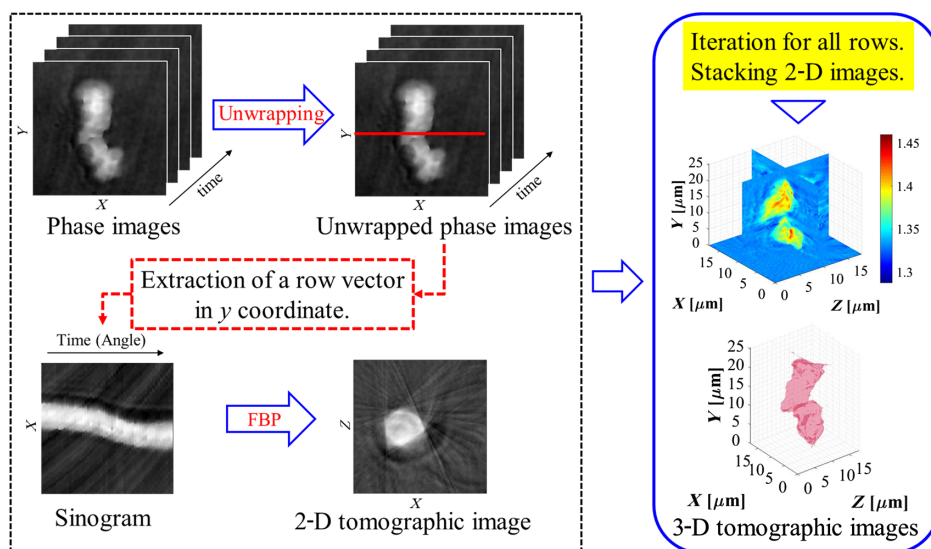 Y
X
time
Phase images
Unwrapping
Y
X
time
Unwrapped phase images
Extraction of a row vector
in y coordinate.
Time (Angle)
X
Sinogram
FBP
Z
X
2-D tomographic image
Iteration for all rows.
Stacking 2-D images.
1.45
1.4
1.35
1.3
Y [μm]
25
20
15
10
5
0
15
10
5
0
X [μm]
0
5
10
15
Z [μm]
Y [μm]
25
20
15
10
5
0
15
10
5
0
X [μm]
0
5
10
15
Z [μm]
3-D tomographic images